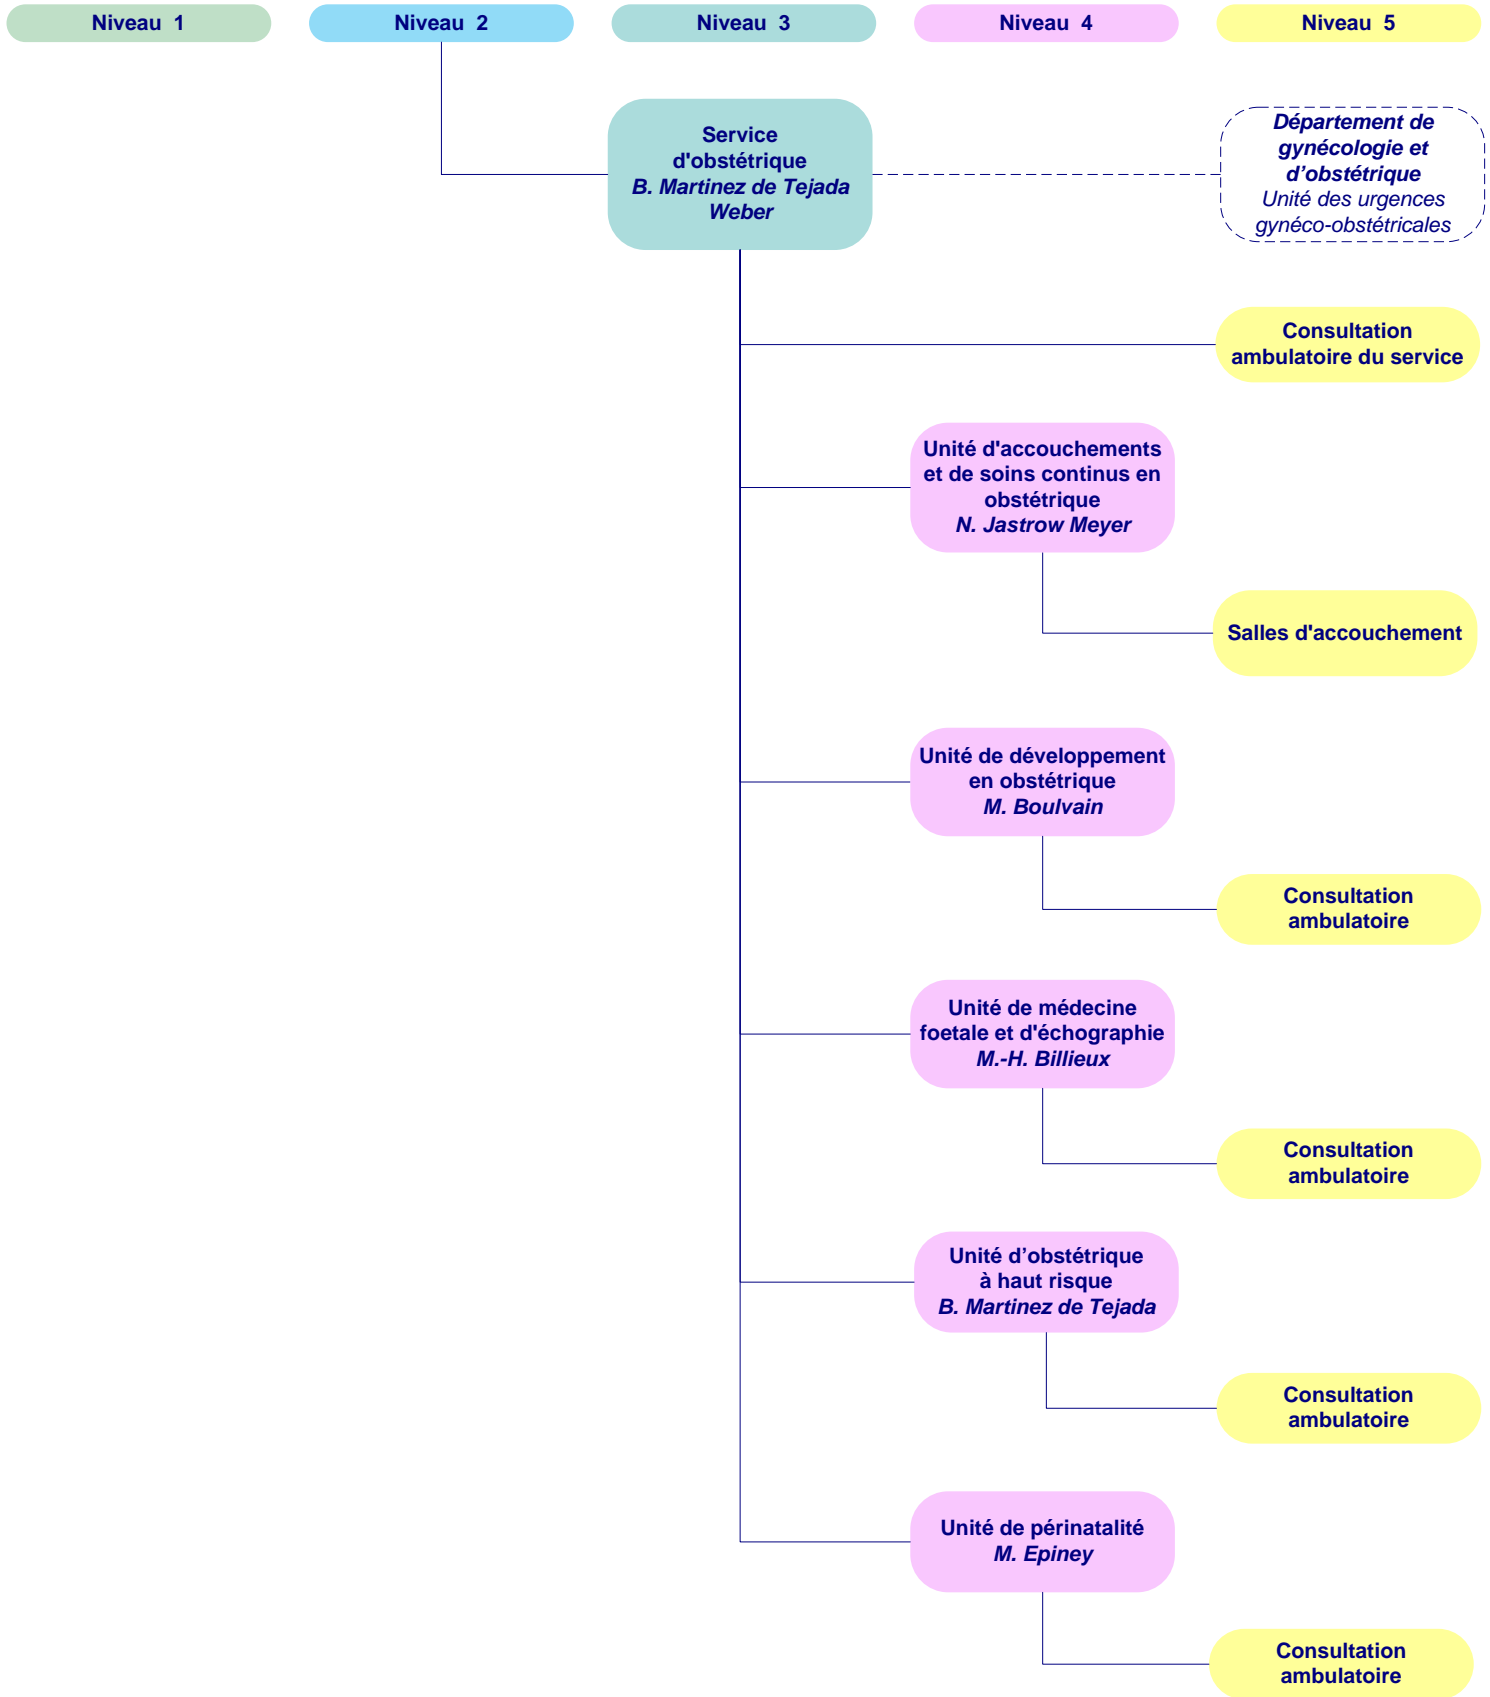 Niveau 1
Niveau 2
Niveau 3
Niveau 4
Niveau 5
Service
d'obstétrique
B. Martinez de Tejada
Weber
Département de
gynécologie et
d’obstétrique
Unité des urgences
gynéco-obstétricales
Consultation
ambulatoire du service
Unité d'accouchements
et de soins continus en
obstétrique
N. Jastrow Meyer
Salles d'accouchement
Unité de développement
en obstétrique
M. Boulvain
Consultation
ambulatoire
Unité de médecine
foetale et d'échographie
M.-H. Billieux
Consultation
ambulatoire
Unité d’obstétrique
à haut risque
B. Martinez de Tejada
Consultation
ambulatoire
Unité de périnatalité
M. Epiney
Consultation
ambulatoire